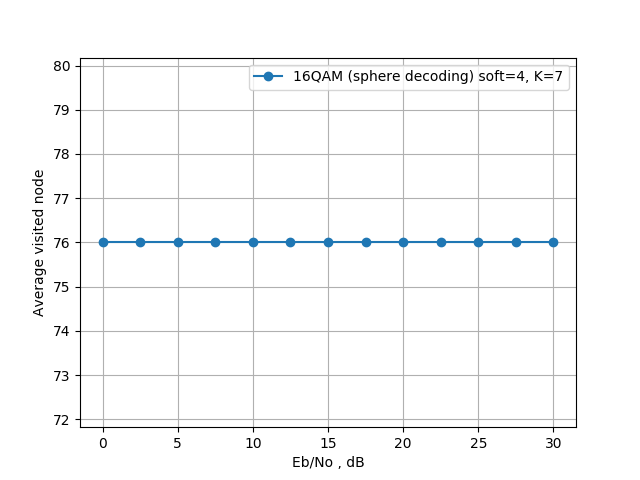 16QAM (sphere decoding) soft=4, K=7
80
79
78
77
76
75
74
73
72
Average visited node
0 5 10 15 20 25 30
Eb/No , dB